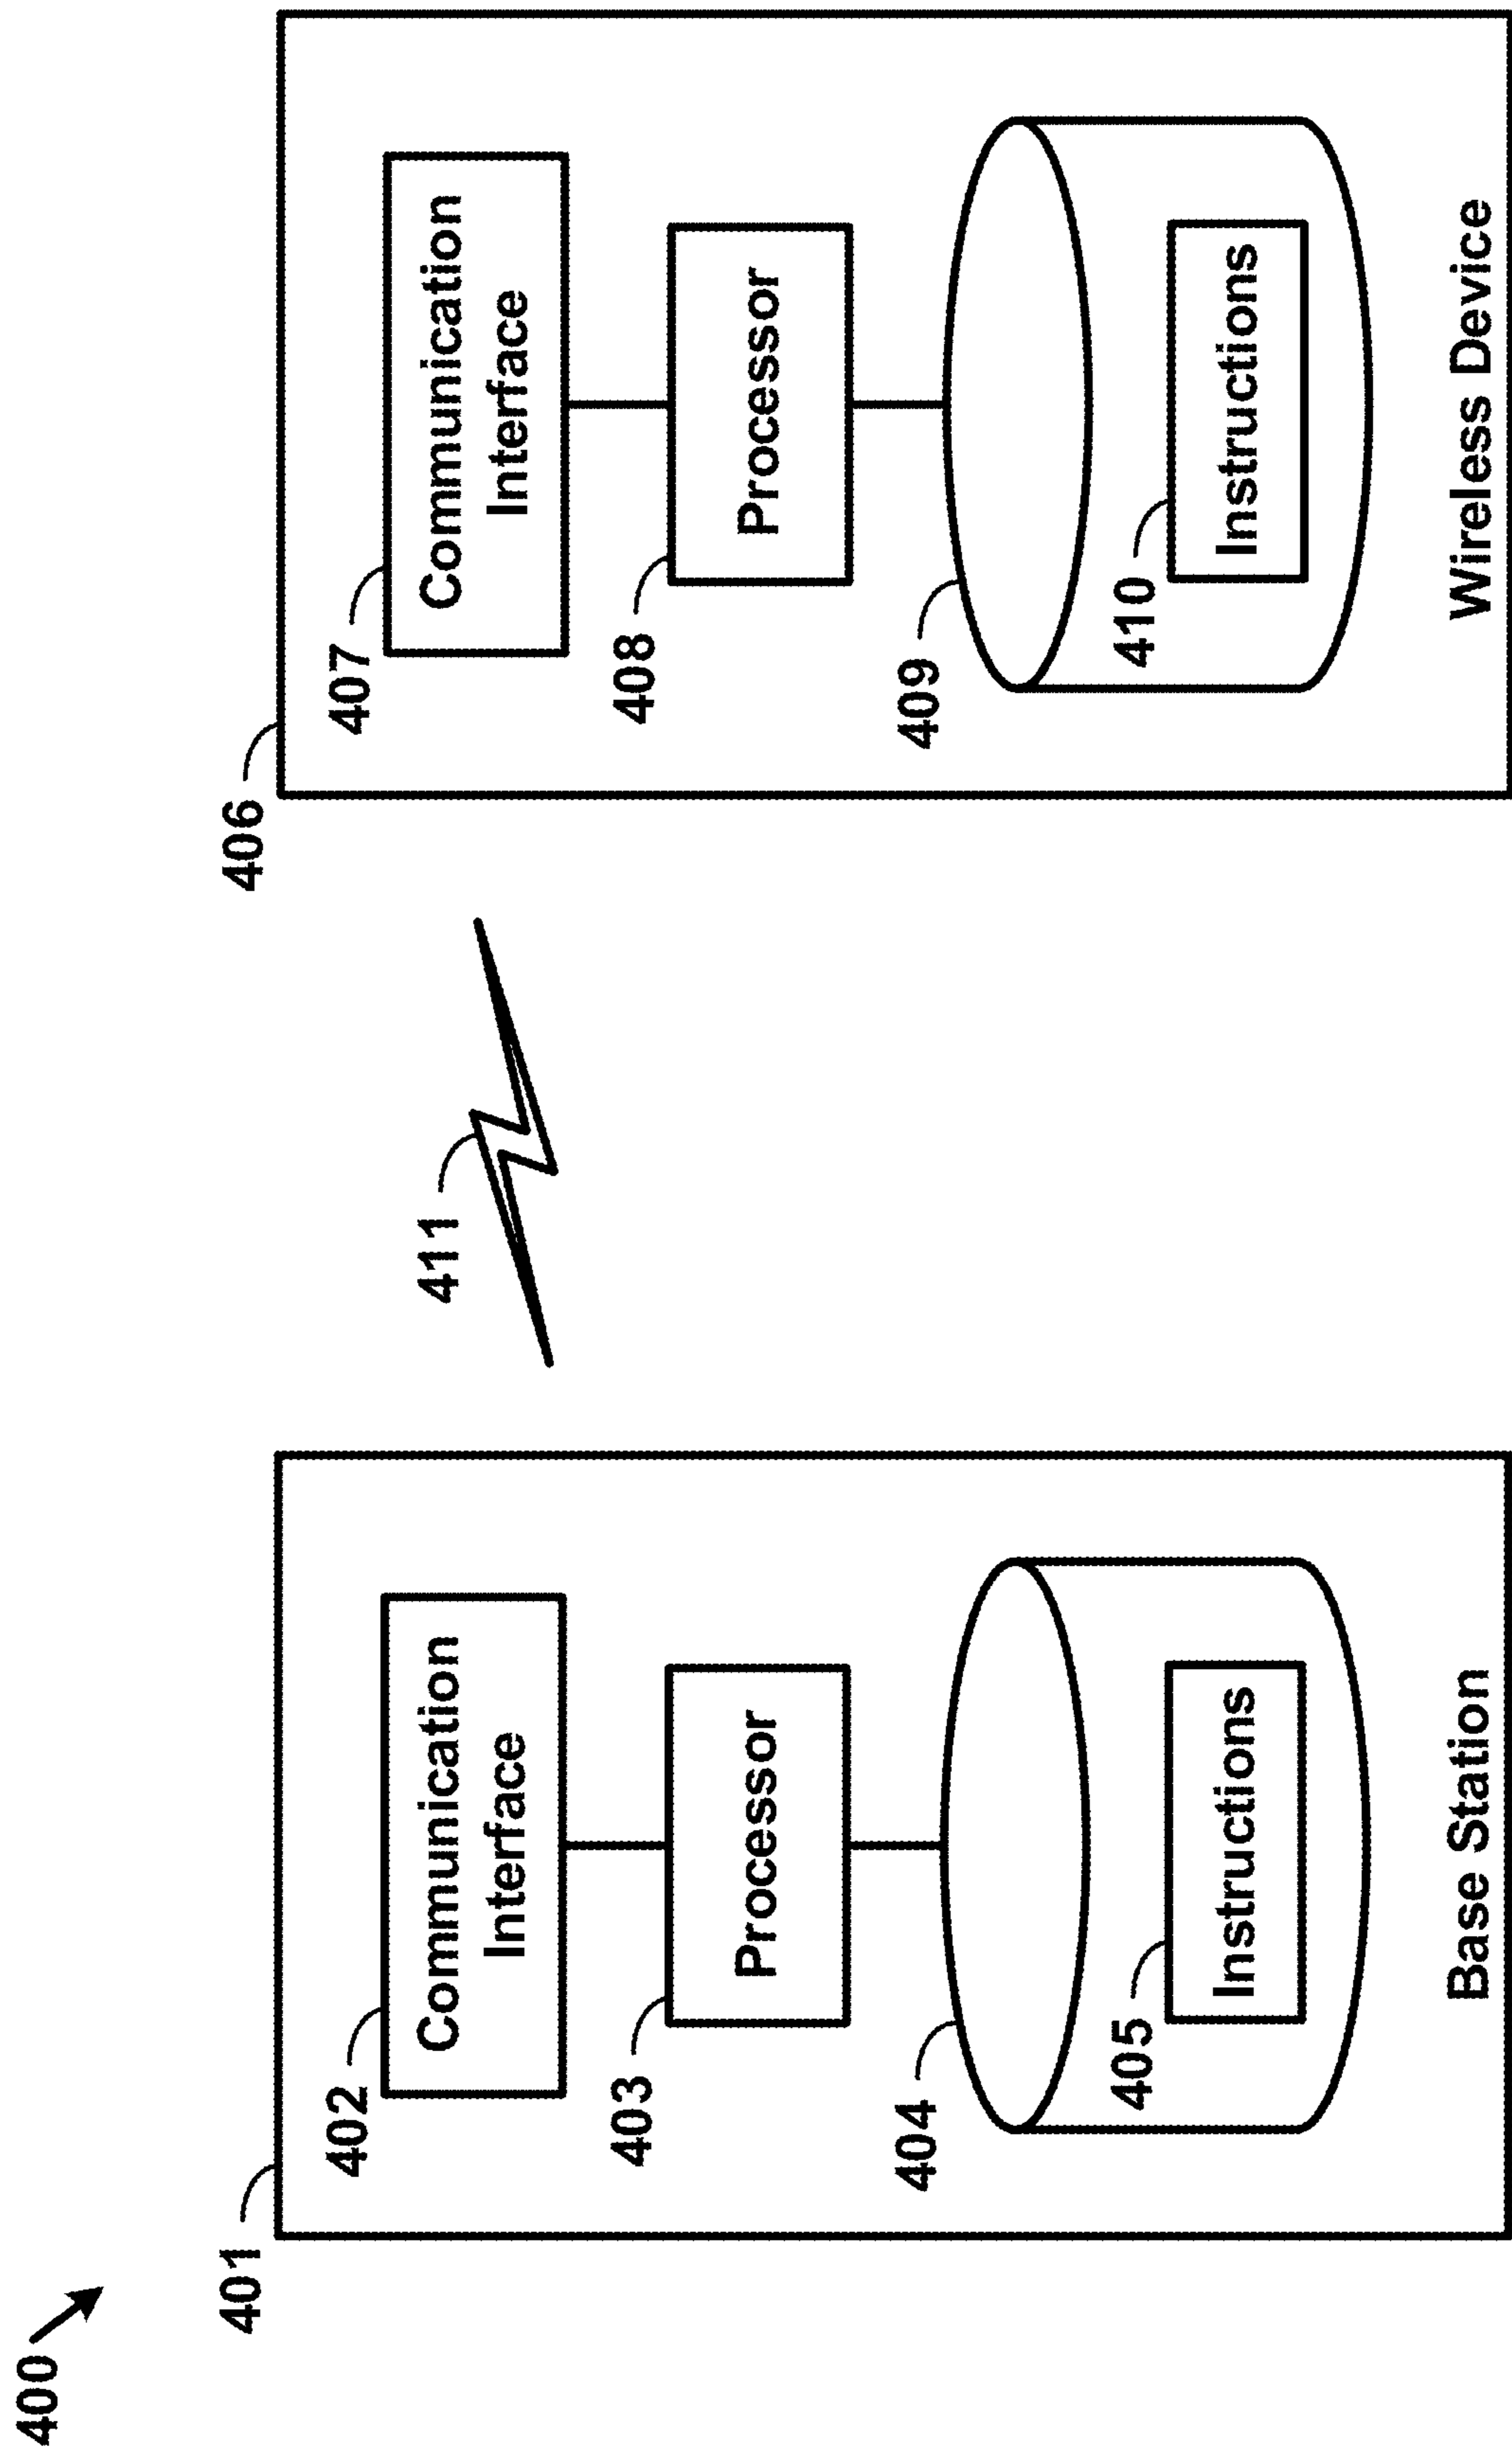 400
401
402
Communication
Interface
403
Processor
404
405
Instructions
Base Station
411
406
407
Communication
Interface
408
Processor
409
410
Instructions
Wireless Device